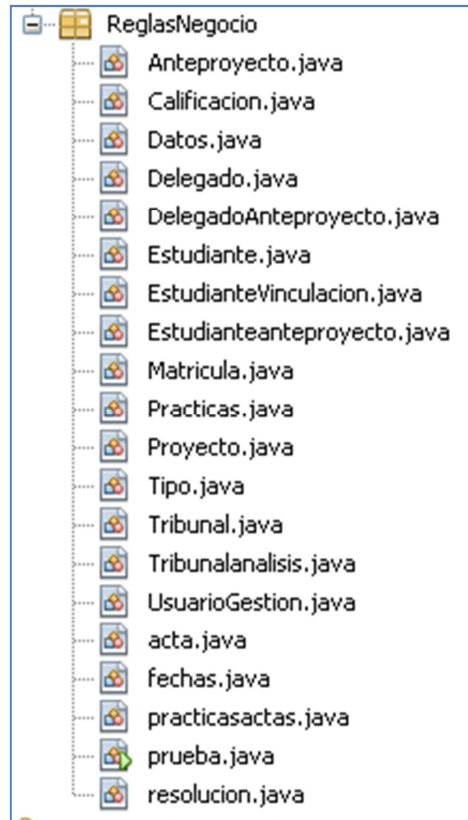 ReglasNegocio
Anteproyecto.java
Calificacion.java
Datos.java
Delegado.java
DelegadoAnteproyecto.java
Estudiante.java
EstudianteVinculacion.java
Estudianteanteproyecto.java
Matricula.java
Practicas.java
Proyecto.java
Tipo.java
Tribunal.java
Tribunalanalisis.java
UsuarioGestion.java
acta.java
fechas.java
practicasactas.java
prueba.java
resolucion.java